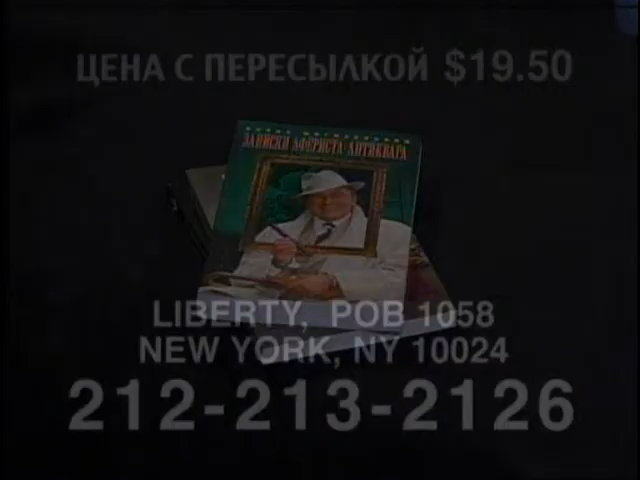 ЦЕНА С ПЕРЕСЫЛКОЙ $19.50
ЗАПИСКИ АФЕРИСТА АНТИКВАРА
LIBERTY, POB 1058
NEW YORK, NY 10024
212-213-2126